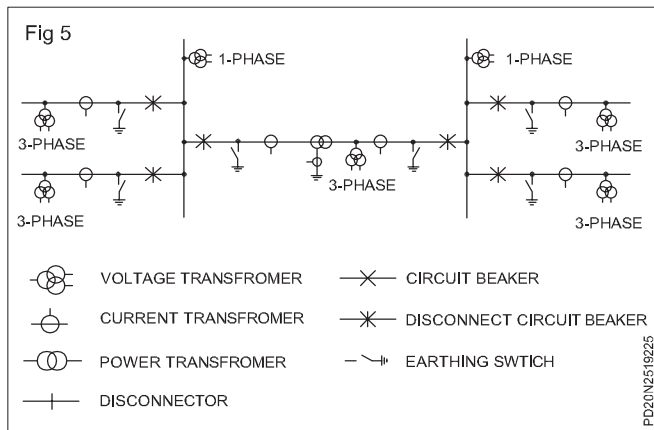 Fig 5
1-PHASE
1-PHASE
3-PHASE
3-PHASE
3-PHASE
3-PHASE
3-PHASE
VOLTAGE TRANSFROMER
CIRCUIT BEAKER
CURRENT TRANSFROMER
DISCONNECT CIRCUIT BEAKER
POWER TRANSFROMER
EARTHING SWTICH
DISCONNECTOR
PD20N2519225